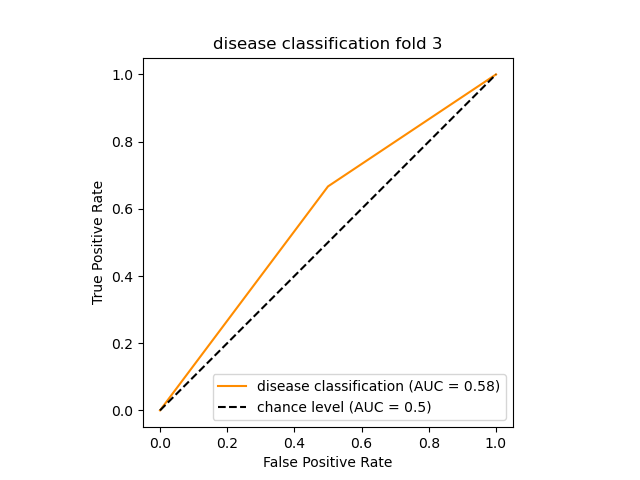 disease classification fold 3
1.0
0.8
0.6
0.4
0.2
0.0
True Positive Rate
disease classification (AUC = 0.58)
chance level (AUC = 0.5)
0.0 0.2 0.4 0.6 0.8 1.0
False Positive Rate